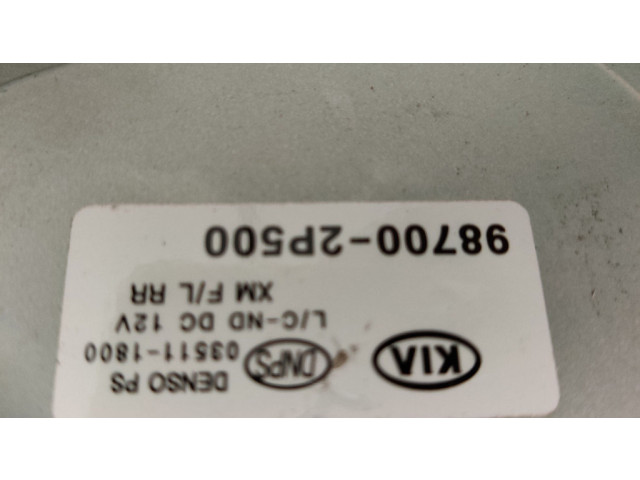 KIA DNPS DENSO PS
03511-1800
L/C-ND DC 12V
XM F/L RR
98700-2P500